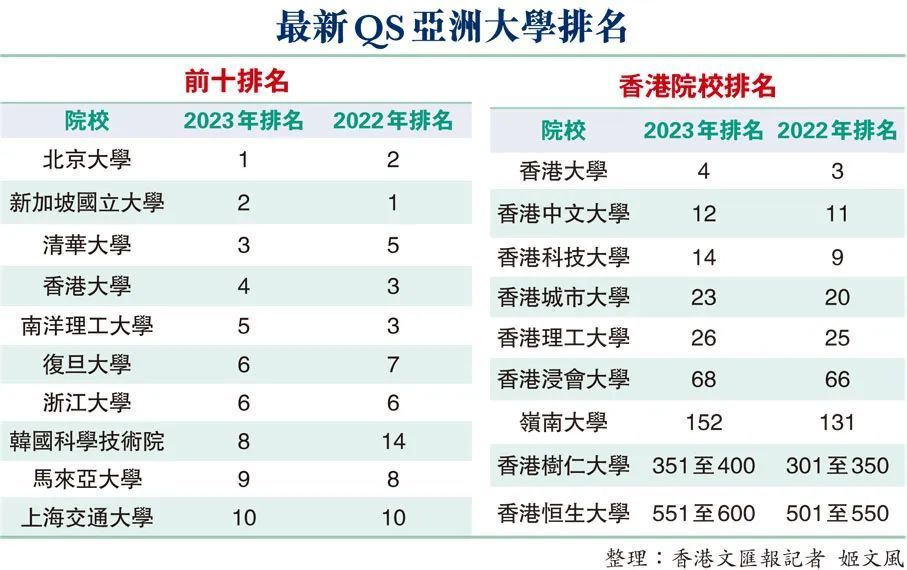 最新QS亞洲大學排名
前十排名
院校 2023年排名 2022年排名
北京大學 1 2
新加坡國立大學 2 1
清華大學 3 5
香港大學 4 3
南洋理工大學 5 3
復旦大學 6 7
浙江大學 6 6
韓國科學技術院 8 14
馬來亞大學 9 8
上海交通大學 10 10
香港院校排名
院校 2023年排名 2022年排名
香港大學 4 3
香港中文大學 12 11
香港科技大學 14 9
香港城市大學 23 20
香港理工大學 26 25
香港浸會大學 68 66
嶺南大學 152 131
香港樹仁大學 351至400 301至350
香港恒生大學 551至600 501至550
整理：香港文匯報記者 姬文風